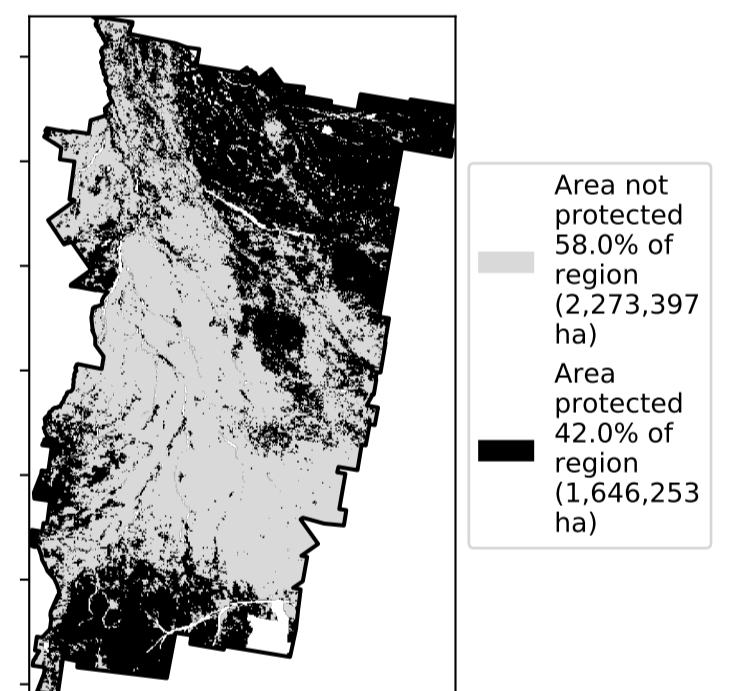 Area not
protected
58.0% of
region
(2,273,397
ha)
Area
protected
42.0% of
region
(1,646,253
ha)